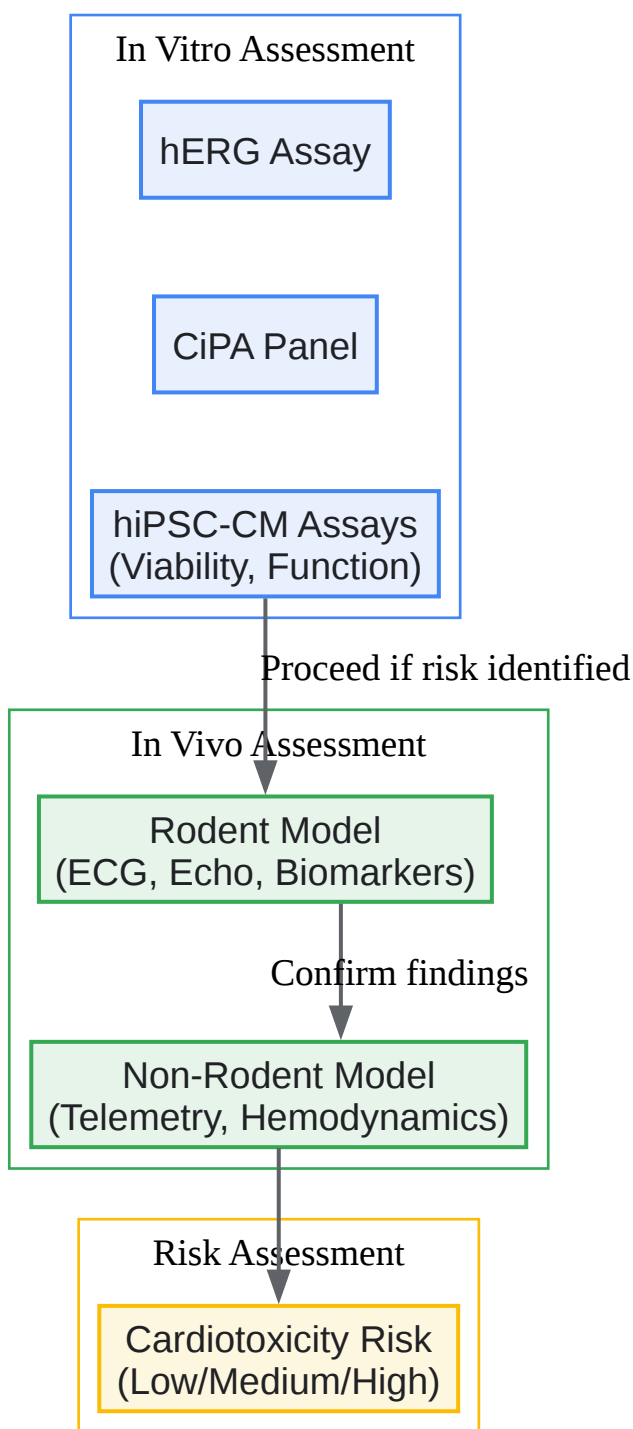 In Vitro Assessment
hERG Assay
CiPA Panel
hiPSC-CM Assays
(Viability, Function)
Proceed if risk identified
In Vivo Assessment
Rodent Model
(ECG, Echo, Biomarkers)
Confirm findings
Non-Rodent Model
(Telemetry, Hemodynamics)
Risk Assessment
Cardiotoxicity Risk
(Low/Medium/High)